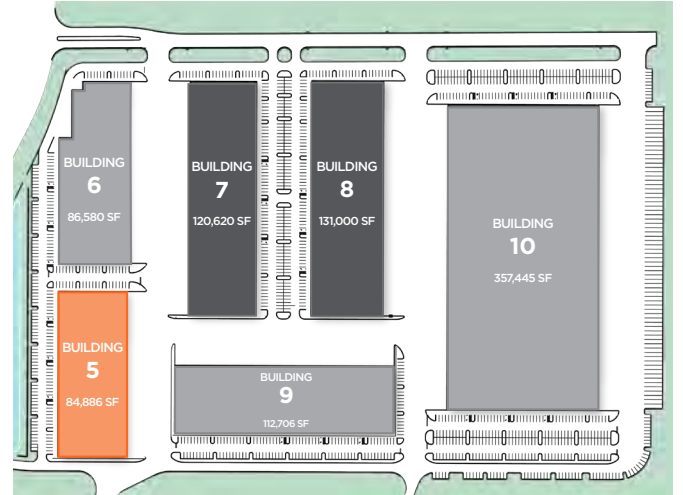 BUILDING
6
86,580 SF
BUILDING
7
120,620 SF
BUILDING
8
131,000 SF
BUILDING
10
357,445 SF
BUILDING
5
84,886 SF
BUILDING
9
112,706 SF